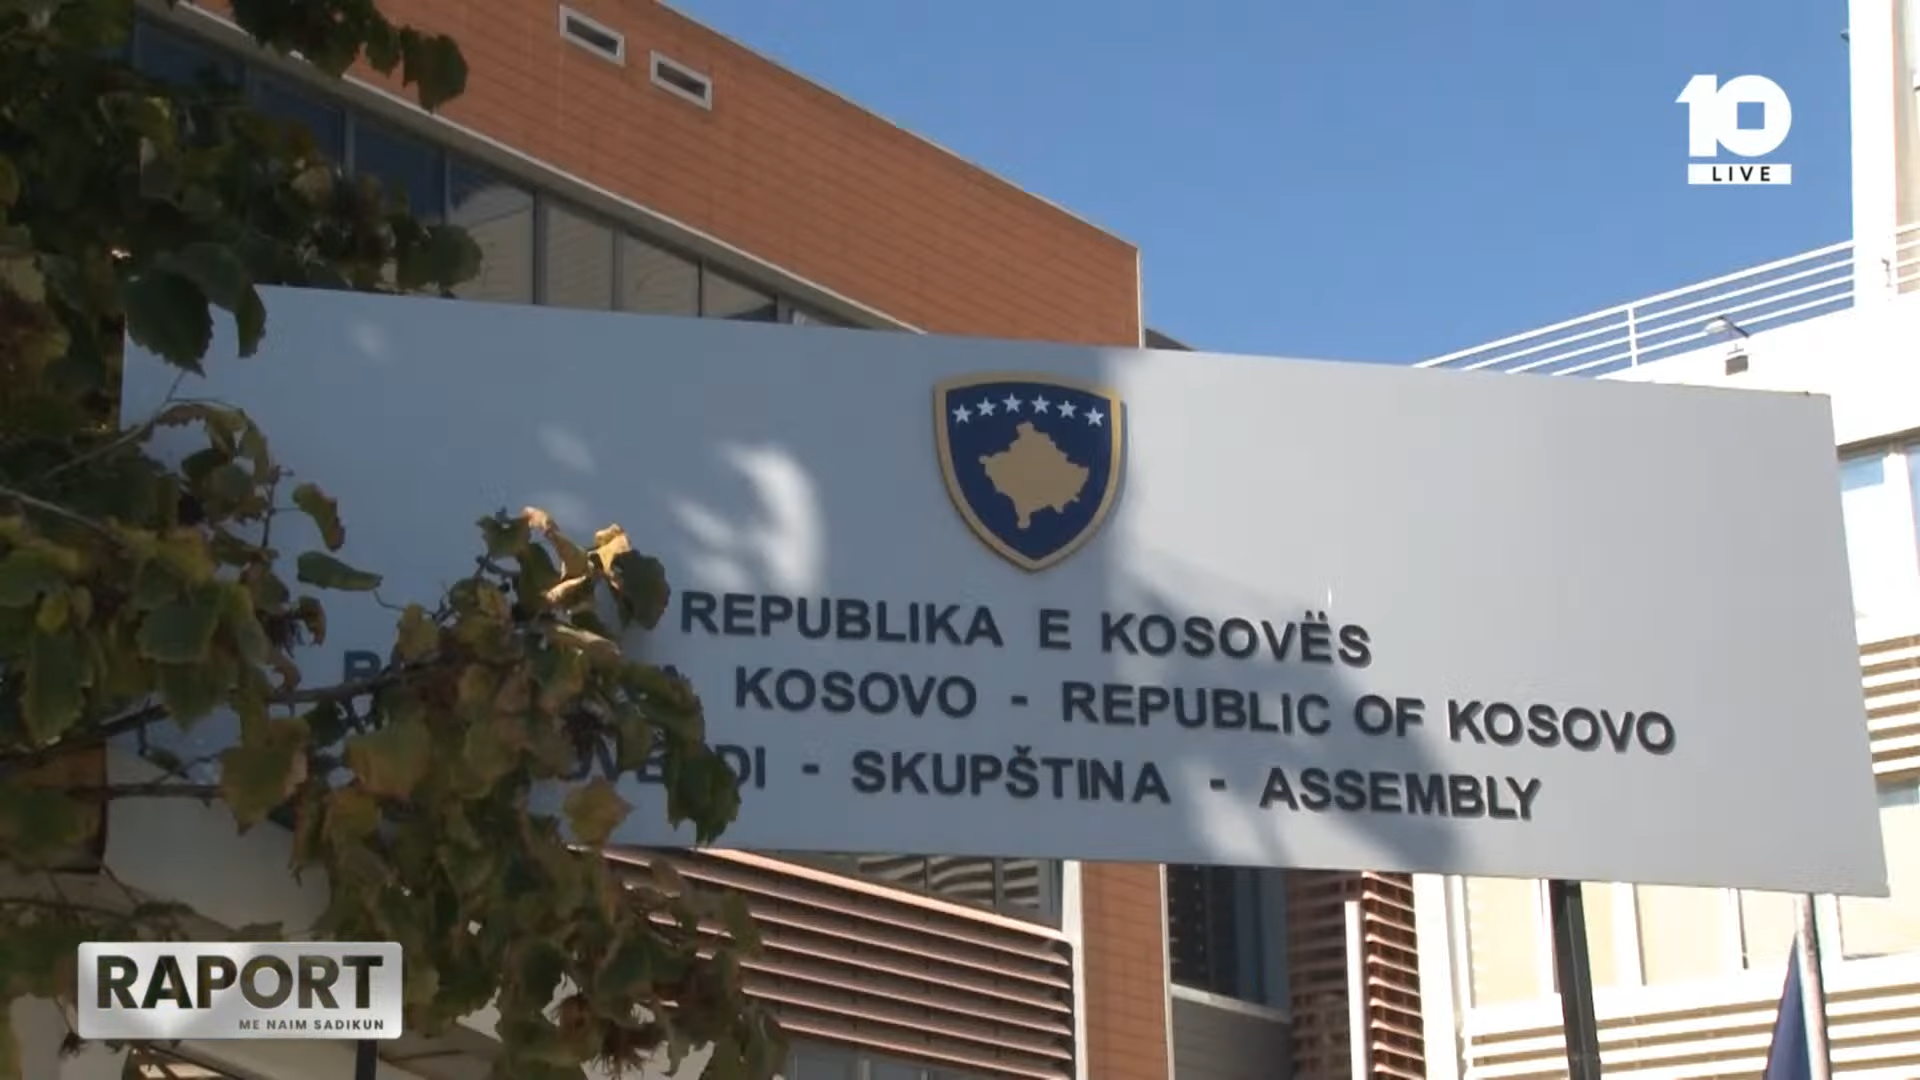 10
LIVE
REPUBLIKA E KOSOVËS
KOSOVO - REPUBLIC OF KOSOVO
- SKUPŠTINA - ASSEMBLY
RAPORT
ME NAIM SADIKUN